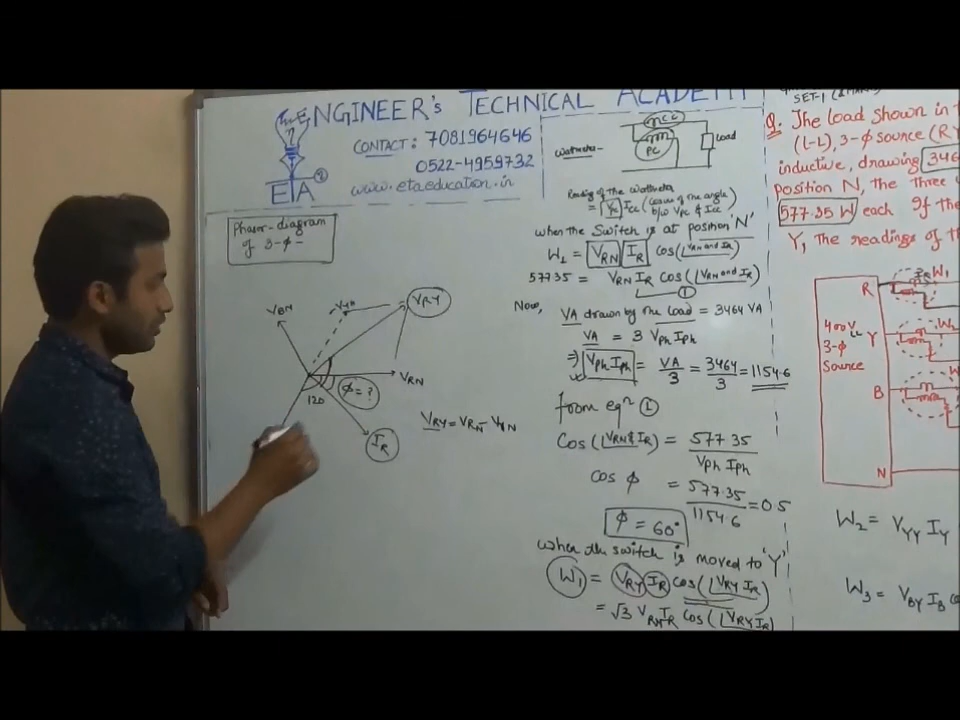 ENGINEER's TECHNICAL ACADEMY
CONTACT: 7081964646
0522-4959732
www.etaeducation.in
ETA
Phasor-diagram
of 3-φ-
VBN
VRY
VRN
120
φ=?
IR
VRY = VRN - VYN
CC
PC
Load
Wattmeter-
Reading of the Wattmeter
= Vpc Icc (cosine of the angle
b/w VPC & ICC)
when the Switch is at position 'N'
W1 = VRN IR cos(∠VRN and IR)
577.35 = VRN IR cos(∠VRN and IR)
①
Now,
VA drawn by the load = 3464 VA
VA = 3 Vph Iph
⇒ Vph Iph = VA/3 = 3464/3 = 1154.6
from eqn ①
Cos(∠VRN & IR) = 577.35/Vph Iph
cos φ = 577.35/1154.6 = 0.5
φ = 60°
when the switch is moved to 'Y'
W1 = VRY IR cos(∠VRY IR)
= √3 VRN IR cos(∠VRY IR)
SET-1
Q. The load shown in
(L-L), 3-φ source (RY
inductive, drawing 346
position N, the three
577.35 W each. If the
Y, the readings of t
R
W1
400V
3-φ
Source
Y
W2
B
N
W2 = VYY IY
W3 = VBY IB